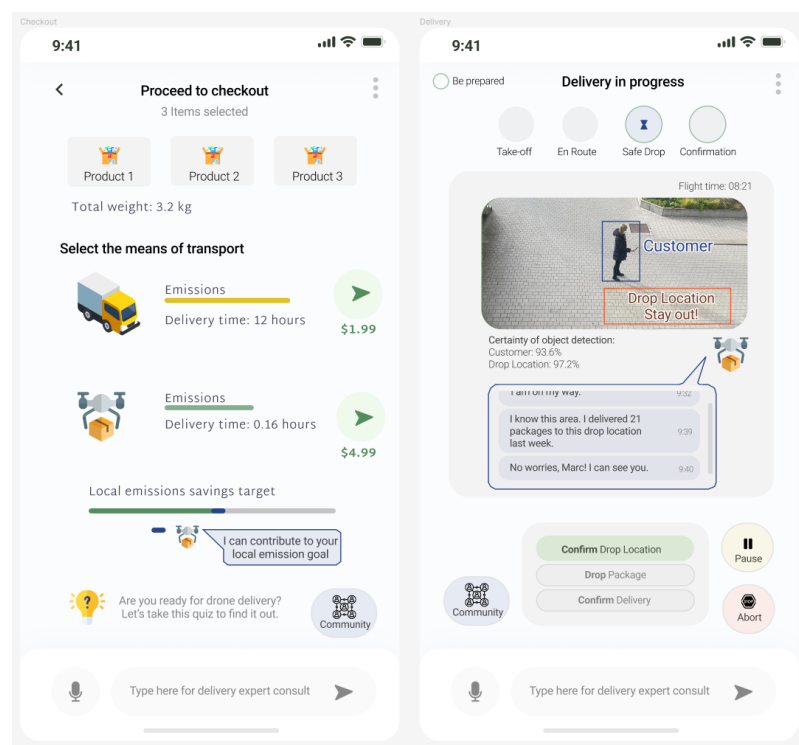 Checkout
9:41
Proceed to checkout
3 Items selected
Product 1
Product 2
Product 3
Total weight: 3.2 kg
Select the means of transport
Emissions
Delivery time: 12 hours
$1.99
Emissions
Delivery time: 0.16 hours
$4.99
Local emissions savings target
I can contribute to your
local emission goal
Are you ready for drone delivery?
Let's take this quiz to find it out.
Community
Type here for delivery expert consult
Delivery
9:41
Be prepared
Delivery in progress
Take-off
En Route
Safe Drop
Confirmation
Flight time: 08:21
Customer
Drop Location
Stay out!
Certainty of object detection:
Customer: 93.6%
Drop Location: 97.2%
I am on my way.
9:32
I know this area. I delivered 21
packages to this drop location
last week.
9:39
No worries, Marc! I can see you.
9:40
Confirm Drop Location
Drop Package
Confirm Delivery
Pause
Community
STOP
Abort
Type here for delivery expert consult